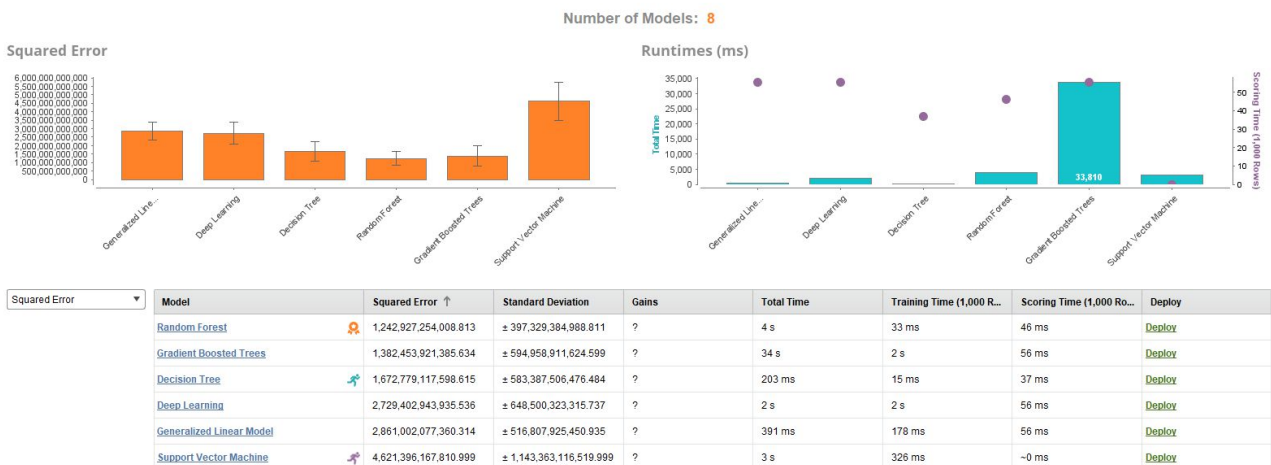 Number of Models: 8
Squared Error
6,000,000,000,000
5,500,000,000,000
5,000,000,000,000
4,500,000,000,000
4,000,000,000,000
3,500,000,000,000
3,000,000,000,000
2,500,000,000,000
2,000,000,000,000
1,500,000,000,000
1,000,000,000,000
500,000,000,000
0
Generalized Line...
Deep Learning
Decision Tree
Random Forest
Gradient Boosted Trees
Support Vector Machine
Runtimes (ms)
Total Time
35,000
30,000
25,000
20,000
15,000
10,000
5,000
0
33,810
50
40
30
20
10
0
Scoring Time (1,000 Rows)
Generalized Line...
Deep Learning
Decision Tree
Random Forest
Gradient Boosted Trees
Support Vector Machine
Squared Error
Model Squared Error ↑ Standard Deviation Gains Total Time Training Time (1,000 R... Scoring Time (1,000 Ro... Deploy
Random Forest 1,242,927,254,008.813 ± 397,329,384,988.811 ? 4 s 33 ms 46 ms Deploy
Gradient Boosted Trees 1,382,453,921,385.634 ± 594,958,911,624.599 ? 34 s 2 s 56 ms Deploy
Decision Tree 1,672,779,117,598.615 ± 583,387,506,476.484 ? 203 ms 15 ms 37 ms Deploy
Deep Learning 2,729,402,943,935.536 ± 648,500,323,315.737 ? 2 s 2 s 56 ms Deploy
Generalized Linear Model 2,861,002,077,360.314 ± 516,807,925,450.935 ? 391 ms 178 ms 56 ms Deploy
Support Vector Machine 4,621,396,167,810.999 ± 1,143,363,116,519.999 ? 3 s 326 ms ~0 ms Deploy